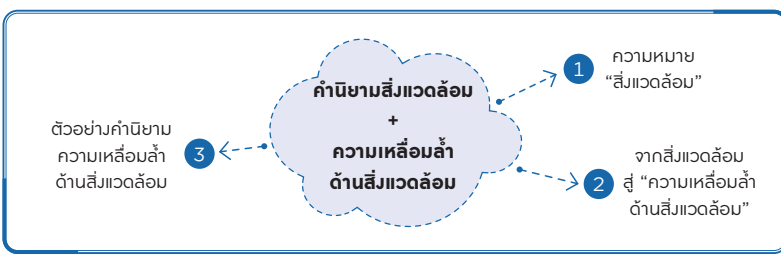 คำนิยามสิ่งแวดล้อม
+
ความเหลื่อมล้ำ
ด้านสิ่งแวดล้อม
1
ความหมาย
“สิ่งแวดล้อม”
2
จากสิ่งแวดล้อม
สู่ “ความเหลื่อมล้ำ
ด้านสิ่งแวดล้อม”
3
ตัวอย่างคำนิยาม
ความเหลื่อมล้ำ
ด้านสิ่งแวดล้อม